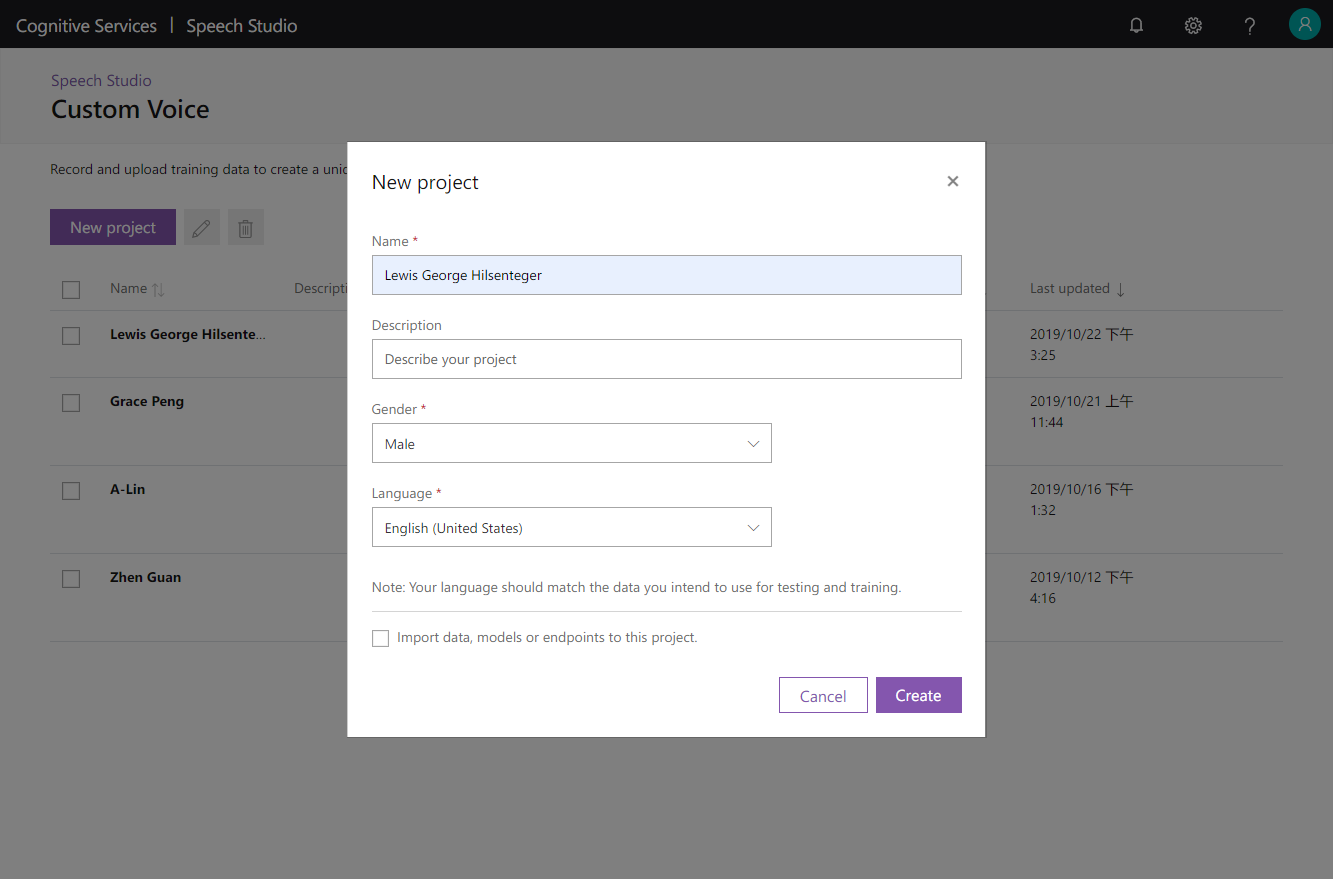 Cognitive Services | Speech Studio
Speech Studio
Custom Voice
Record and upload training data to create a
New project
Name
Last updated
Lewis George Hilsente...
2019/10/22 下午
3:25
Grace Peng
2019/10/21 上午
11:44
A-Lin
2019/10/16 下午
1:32
Zhen Guan
2019/10/12 下午
4:16
New project
Name *
Lewis George Hilsenteger
Description
Describe your project
Gender *
Male
Language *
English (United States)
Note: Your language should match the data you intend to use for testing and training.
Import data, models or endpoints to this project.
Cancel
Create